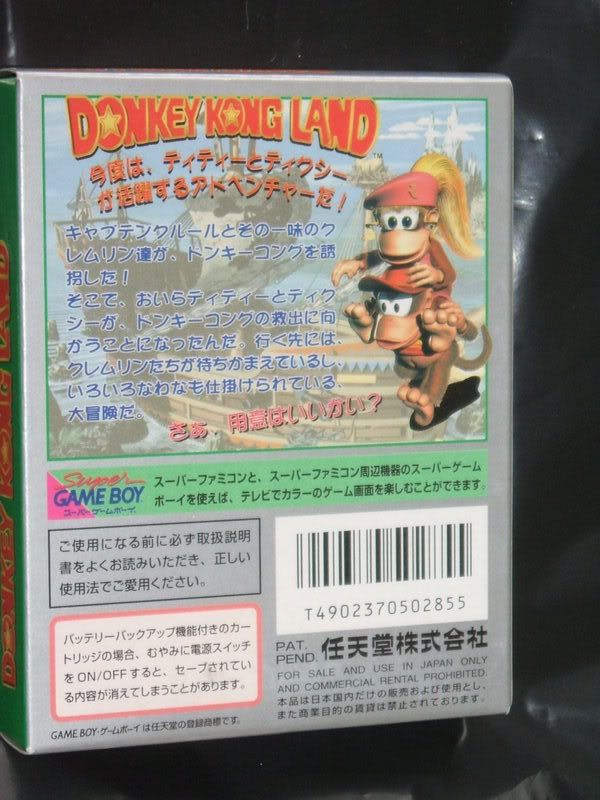 DONKEY KONG LAND
TM
今度は、ディディーとディクシー
が活躍するアドベンチャーだ!
キャプテンクルールとその一味のク
レムリン達が、ドンキーコングを誘
拐した!
そこで、おいらディディーとディク
シーが、ドンキーコングの救出に向
かうことになったんだ。行く先には、
クレムリンたちが待ちかまえているし、
いろいろなわなも仕掛けられている、
大冒険だ。
さぁ、用意はいいかい?
Super
GAME BOY
スーパーゲームボーイ
スーパーファミコンと、スーパーファミコン周辺機器のスーパーゲーム
ボーイを使えば、テレビでカラーのゲーム画面を楽しむことができます。
ご使用になる前に必ず取扱説明
書をよくお読みいただき、正しい
使用法でご愛用ください。
T4902370502855
バッテリーバックアップ機能付きのカー
トリッジの場合、むやみに電源スイッチ
をON/OFFすると、セーブされてい
る内容が消えてしまうことがあります。
PAT.
PEND.
任天堂株式会社
FOR SALE AND USE IN JAPAN ONLY
AND COMMERCIAL RENTAL PROHIBITED.
本品は日本国内だけの販売および使用とし、
また商業目的の賃貸は禁止されております。
GAME BOY・ゲームボーイは任天堂の登録商標です。
DONKEY KONG LAND